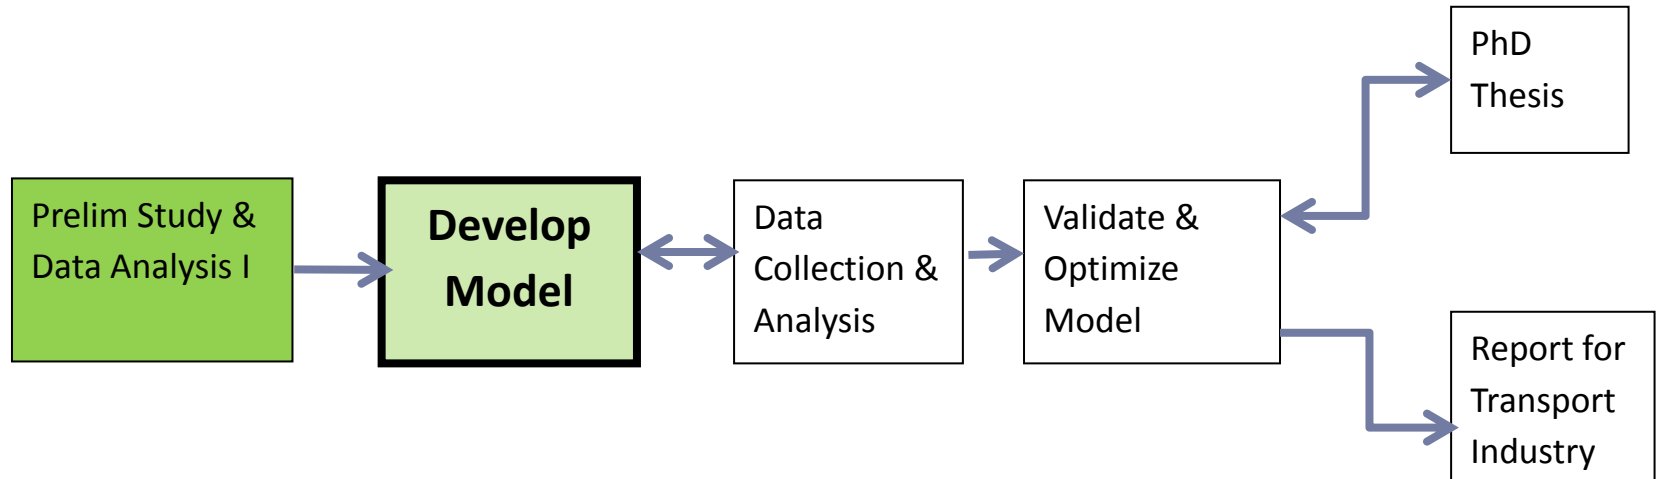 PhD
Thesis
Prelim Study &
Data Analysis I
Develop
Model
Data
Collection &
Analysis
Validate &
Optimize
Model
Report for
Transport
Industry